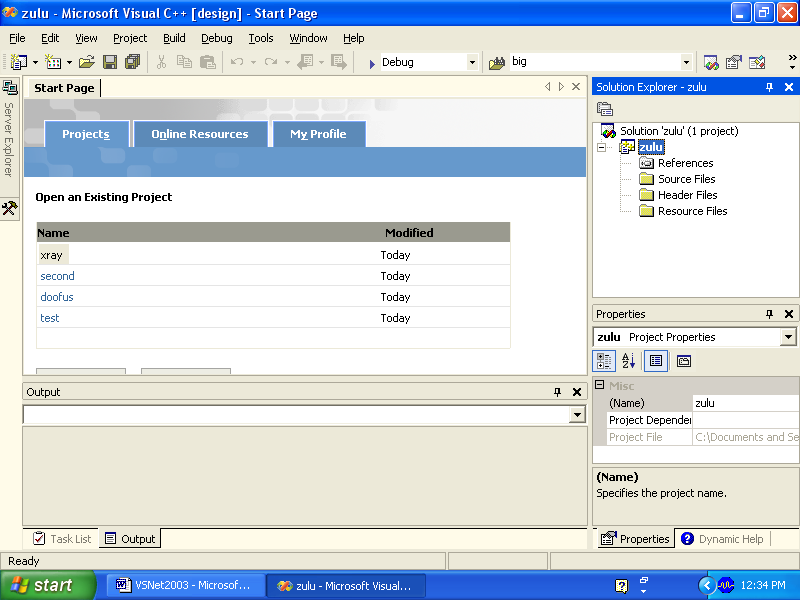 zulu - Microsoft Visual C++ [design] - Start Page
File Edit View Project Build Debug Tools Window Help
Debug big
Server Explorer
Start Page
Projects Online Resources My Profile
Open an Existing Project
Name Modified
xray Today
second Today
doofus Today
test Today
Solution Explorer - zulu
Solution 'zulu' (1 project)
zulu
References
Source Files
Header Files
Resource Files
Properties
zulu Project Properties
Misc
(Name) zulu
Project Depender
Project File C:\Documents and Se
(Name)
Specifies the project name.
Properties Dynamic Help
Output
Task List Output
Ready
start VSNet2003 - Microsof... zulu - Microsoft Visual... 12:34 PM